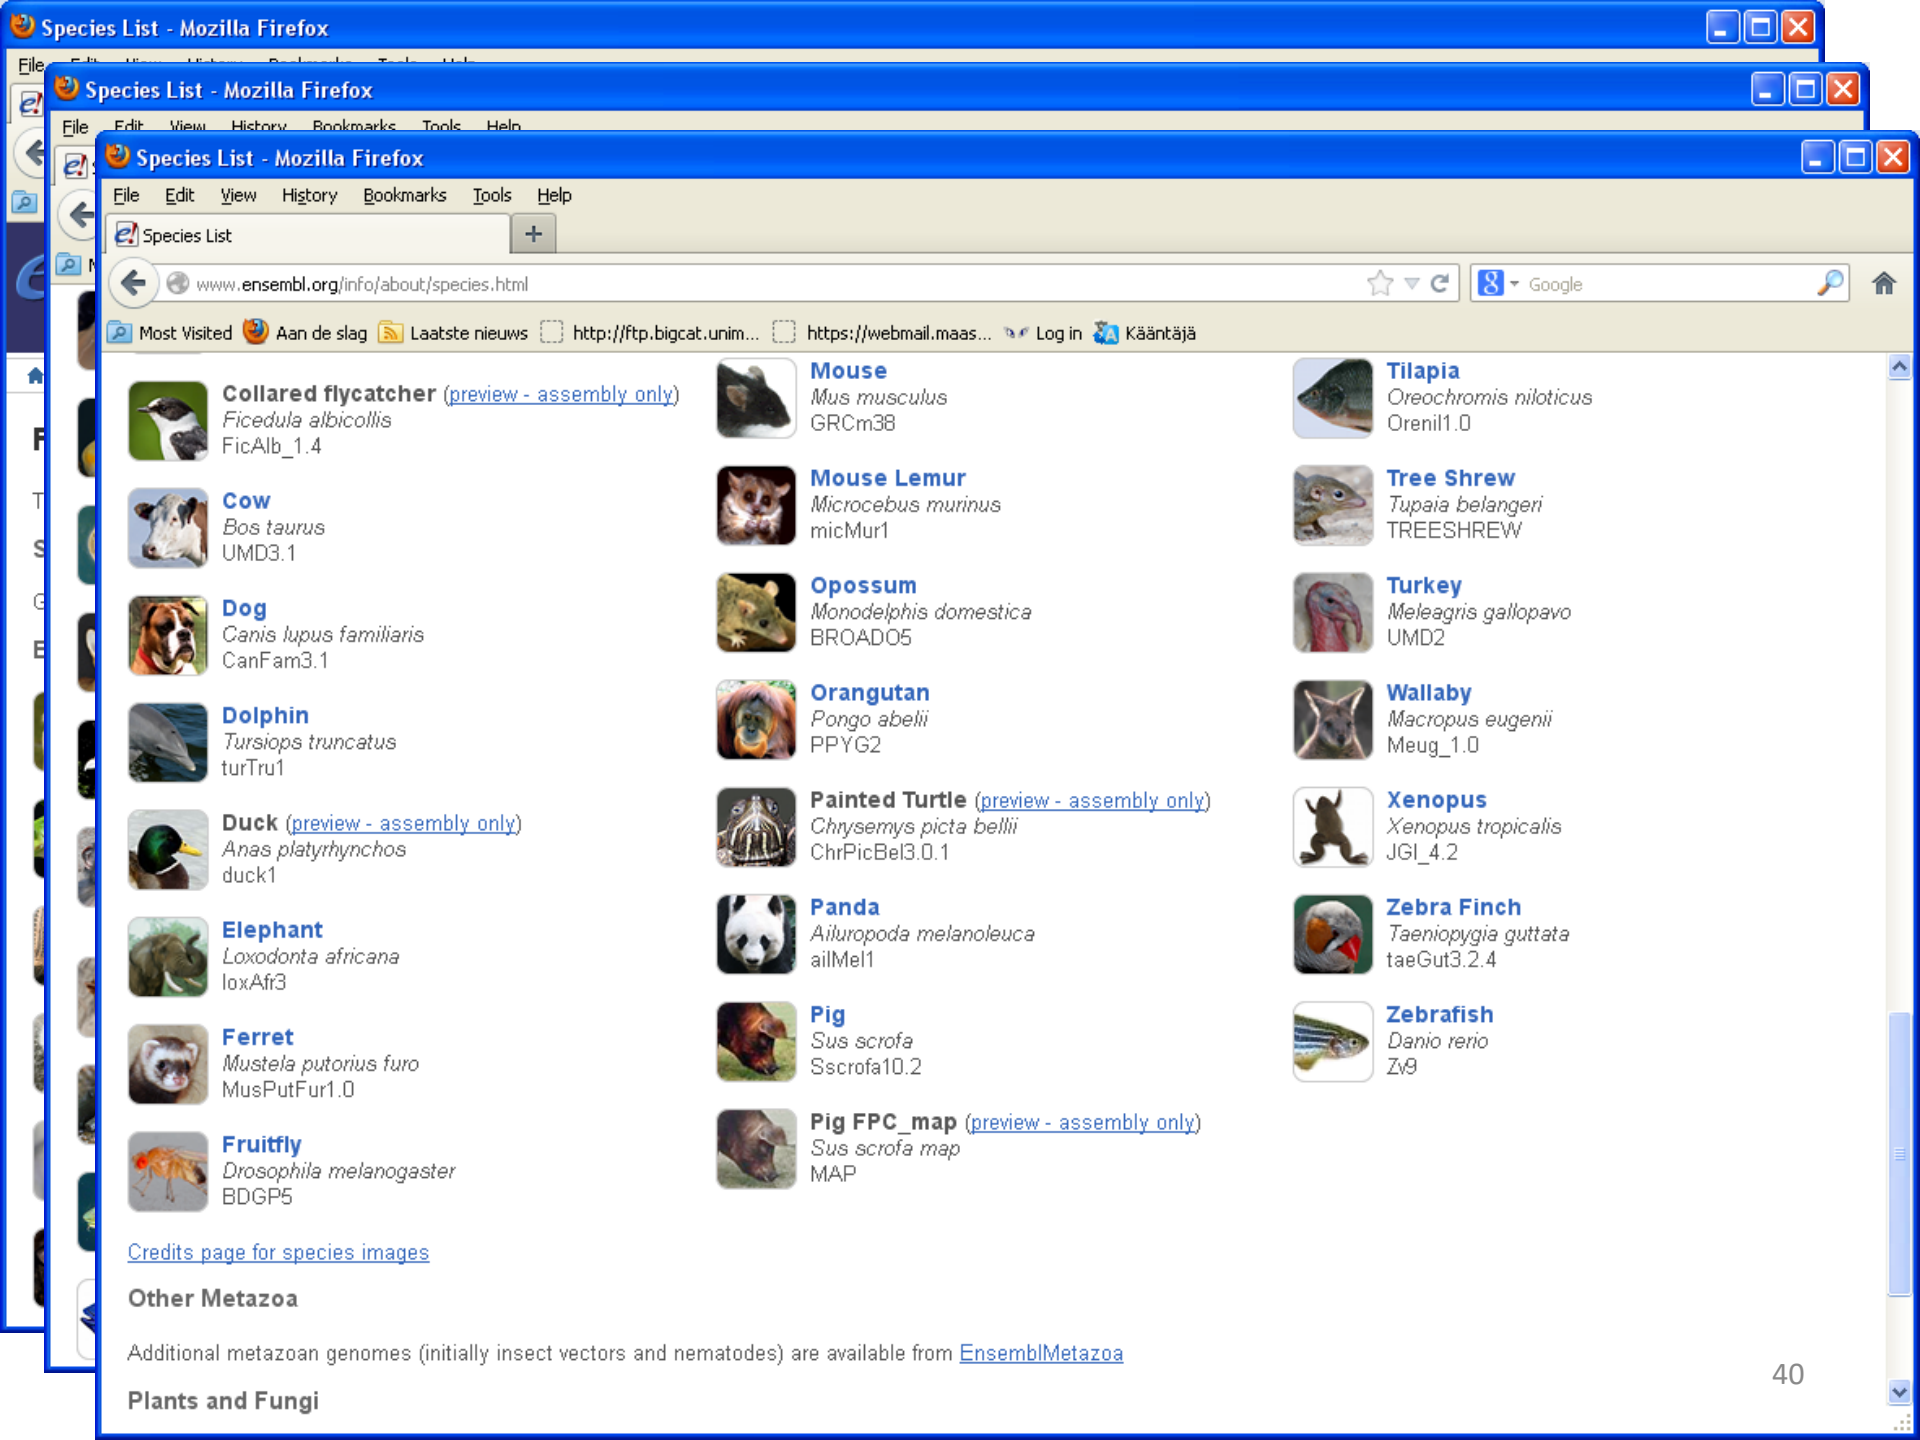 Species List - Mozilla Firefox
File
Species List - Mozilla Firefox
File Edit View History Bookmarks Tools Help
Species List - Mozilla Firefox
File Edit View History Bookmarks Tools Help
e! Species List +
www.ensembl.org/info/about/species.html
8 Google
Most Visited Aan de slag Laatste nieuws http://ftp.bigcat.unim... https://webmail.maas... Log in Kääntäjä
Collared flycatcher (preview - assembly only)
Ficedula albicollis
FicAlb_1.4
Cow
Bos taurus
UMD3.1
Dog
Canis lupus familiaris
CanFam3.1
Dolphin
Tursiops truncatus
turTru1
Duck (preview - assembly only)
Anas platyrhynchos
duck1
Elephant
Loxodonta africana
loxAfr3
Ferret
Mustela putorius furo
MusPutFur1.0
Fruitfly
Drosophila melanogaster
BDGP5
Mouse
Mus musculus
GRCm38
Mouse Lemur
Microcebus murinus
micMur1
Opossum
Monodelphis domestica
BROADO5
Orangutan
Pongo abelii
PPYG2
Painted Turtle (preview - assembly only)
Chrysemys picta bellii
ChrPicBel3.0.1
Panda
Ailuropoda melanoleuca
ailMel1
Pig
Sus scrofa
Sscrofa10.2
Pig FPC_map (preview - assembly only)
Sus scrofa map
MAP
Tilapia
Oreochromis niloticus
Orenil1.0
Tree Shrew
Tupaia belangeri
TREESHREW
Turkey
Meleagris gallopavo
UMD2
Wallaby
Macropus eugenii
Meug_1.0
Xenopus
Xenopus tropicalis
JGI_4.2
Zebra Finch
Taeniopygia guttata
taeGut3.2.4
Zebrafish
Danio rerio
Zv9
Credits page for species images
Other Metazoa
Additional metazoan genomes (initially insect vectors and nematodes) are available from EnsemblMetazoa
Plants and Fungi
40